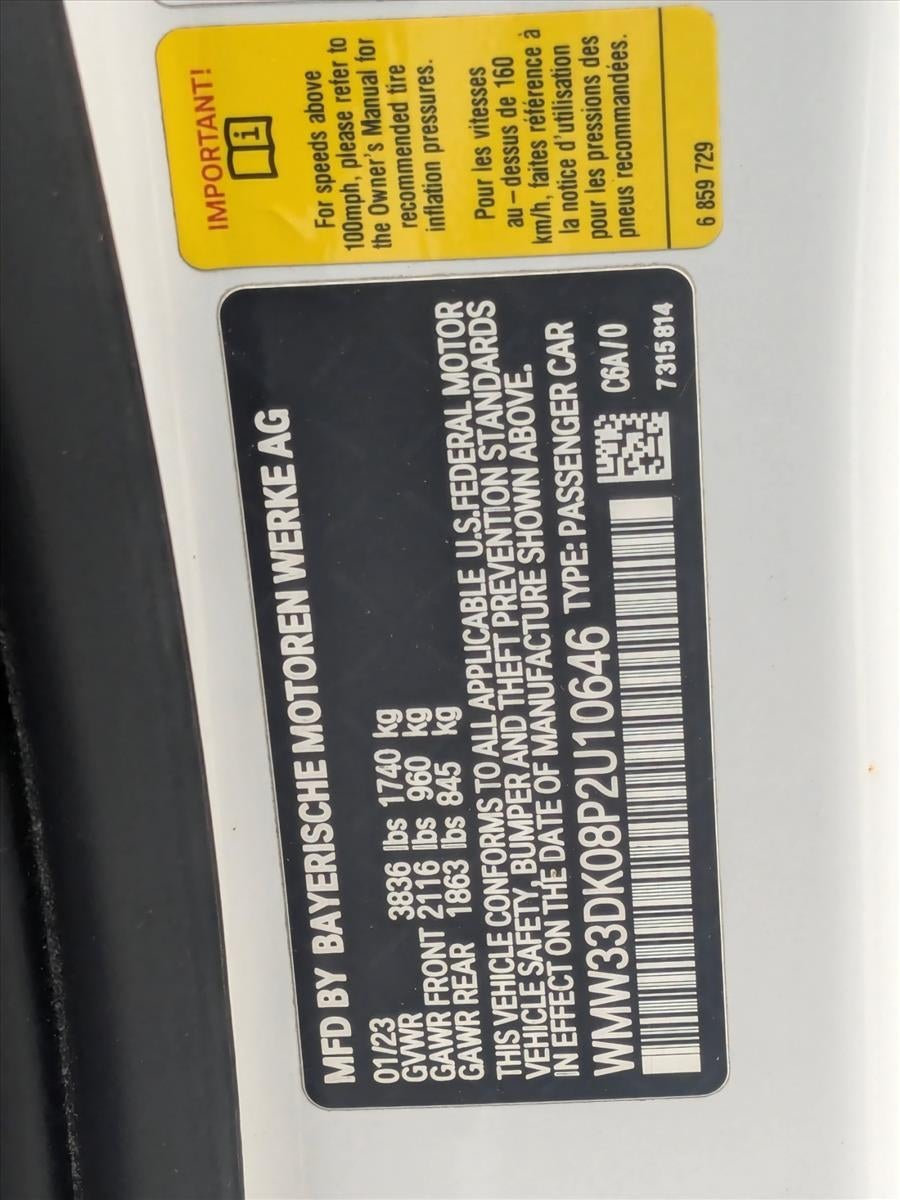 MFD BY BAYERISCHE MOTOREN WERKE AG
01/23
GVWR 3836 lbs 1740 kg
GAWR FRONT 2116 lbs 960 kg
GAWR REAR 1863 lbs 845 kg
THIS VEHICLE CONFORMS TO ALL APPLICABLE U.S.FEDERAL MOTOR
VEHICLE SAFETY, BUMPER AND THEFT PREVENTION STANDARDS
IN EFFECT ON THE DATE OF MANUFACTURE SHOWN ABOVE.
WMW33DK08P2U10646 TYPE: PASSENGER CAR
C6A/0
7315814
IMPORTANT!
For speeds above
100mph, please refer to
the Owner's Manual for
recommended tire
inflation pressures.
Pour les vitesses
au-dessus de 160
km/h, faites référence à
la notice d'utilisation
pour les pressions des
pneus recommandées.
6 859 729